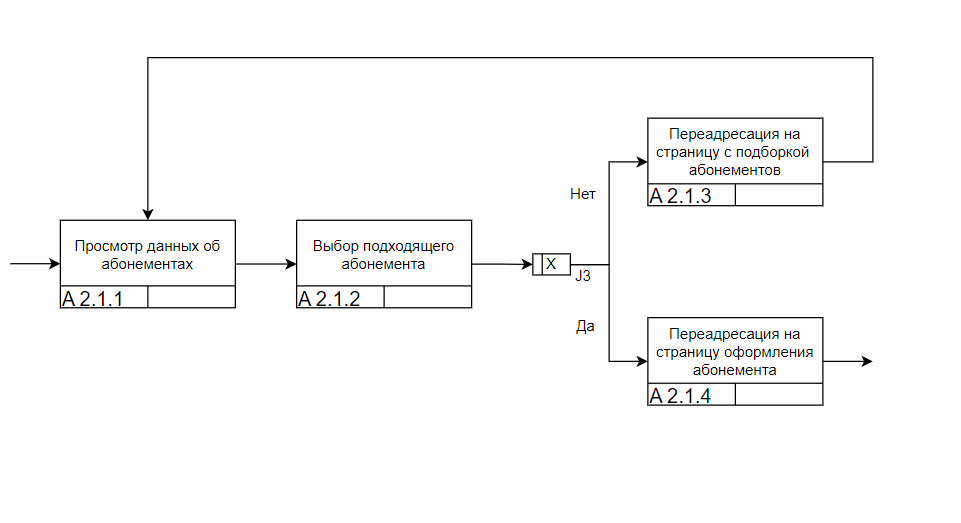 Просмотр данных об
абонементах
А 2.1.1
Выбор подходящего
абонемента
А 2.1.2
X
J3
Нет
Да
Переадресация на
страницу с подборкой
абонементов
А 2.1.3
Переадресация на
страницу оформления
абонемента
А 2.1.4